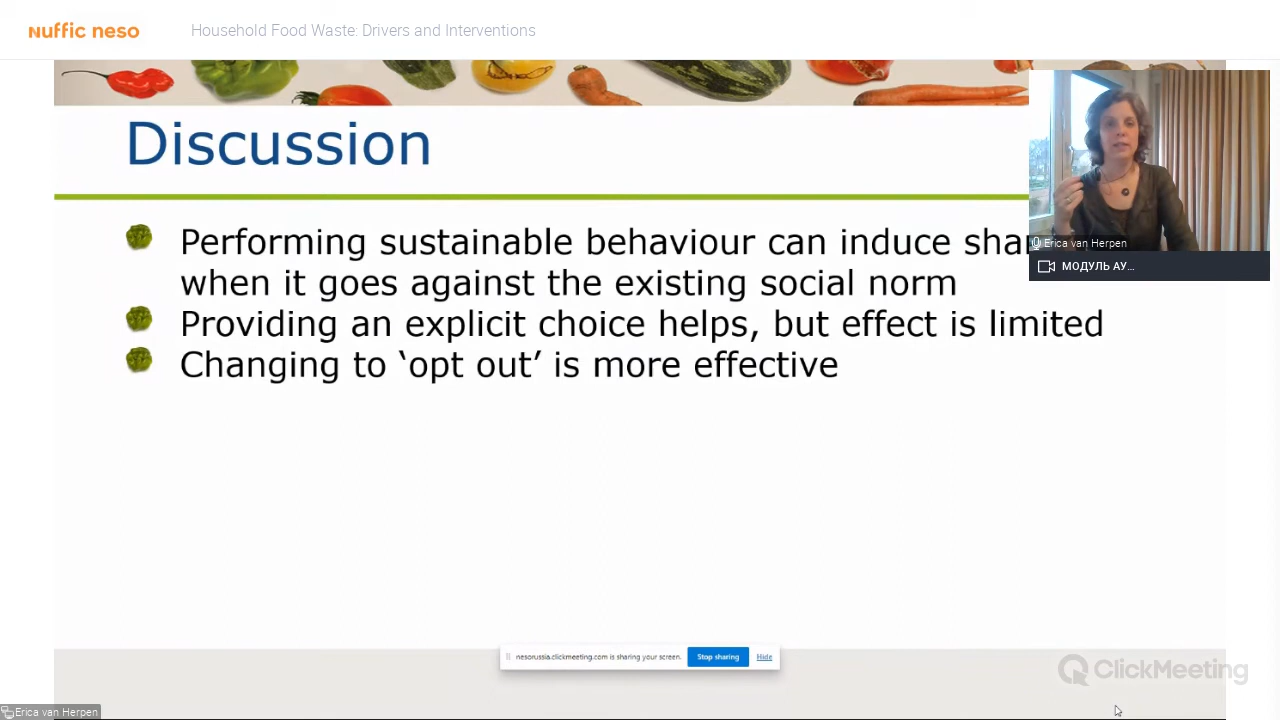 Nuffic neso
Household Food Waste: Drivers and Interventions
Discussion
Performing sustainable behaviour can induce
when it goes against the existing social norm
Providing an explicit choice helps, but effect is limited
Changing to ‘opt out’ is more effective
Erica van Herpen
МОДУЛЬ АУ...
nesorussia.clickmeeting.com is sharing your screen.
Stop sharing
Hide
ClickMeeting
Erica van Herpen